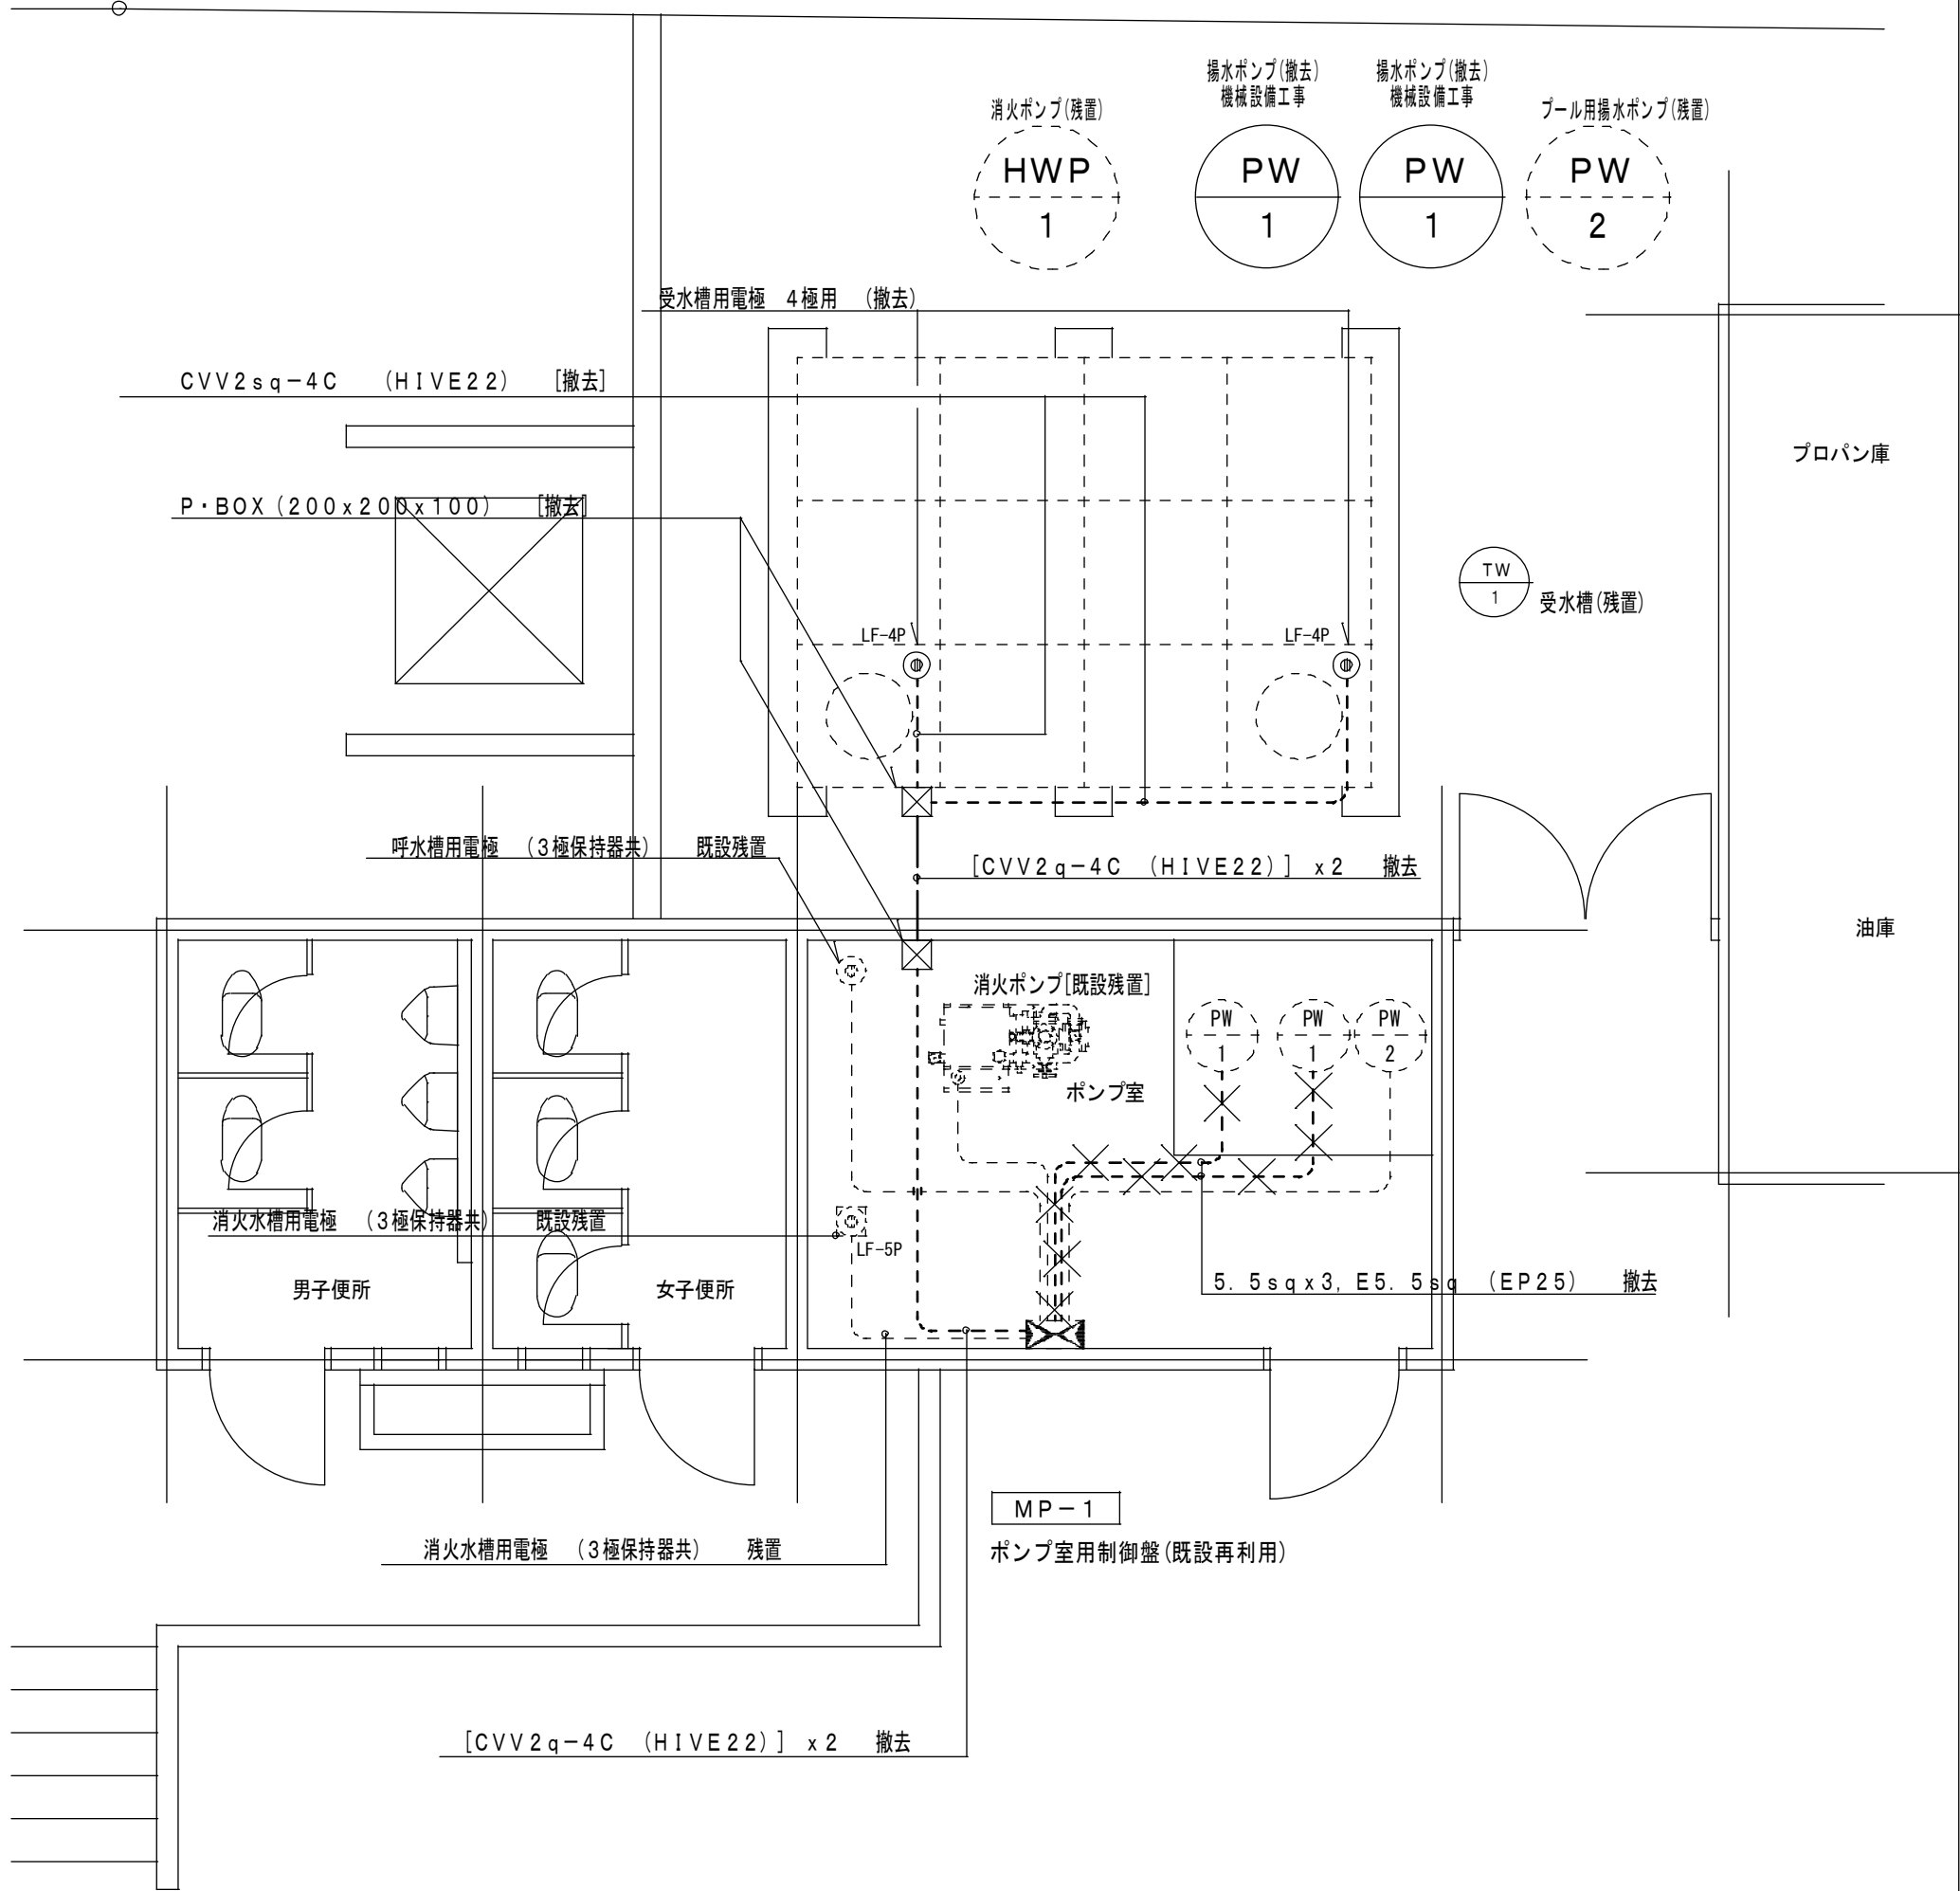 揚水ポンプ(撤去)
機械設備工事
揚水ポンプ(撤去)
機械設備工事
消火ポンプ(残置)
プール用揚水ポンプ(残置)
HWP
1
PW
1
PW
1
PW
2
受水槽用電極 4極用 (撤去)
CVV2sq-4C (HIVE22) [撤去]
プロパン庫
P・BOX(200x200x100) [撤去]
TW
1
受水槽(残置)
LF-4P
LF-4P
呼水槽用電極 (3極保持器共) 既設残置
[CVV2q-4C (HIVE22)] x2 撤去
油庫
消火ポンプ[既設残置]
PW
1
PW
1
PW
2
ポンプ室
消火水槽用電極 (3極保持器共) 既設残置
LF-5P
男子便所
女子便所
5.5sqx3,E5.5sq (EP25) 撤去
MP-1
消火水槽用電極 (3極保持器共) 残置
ポンプ室用制御盤(既設再利用)
[CVV2q-4C (HIVE22)] x2 撤去